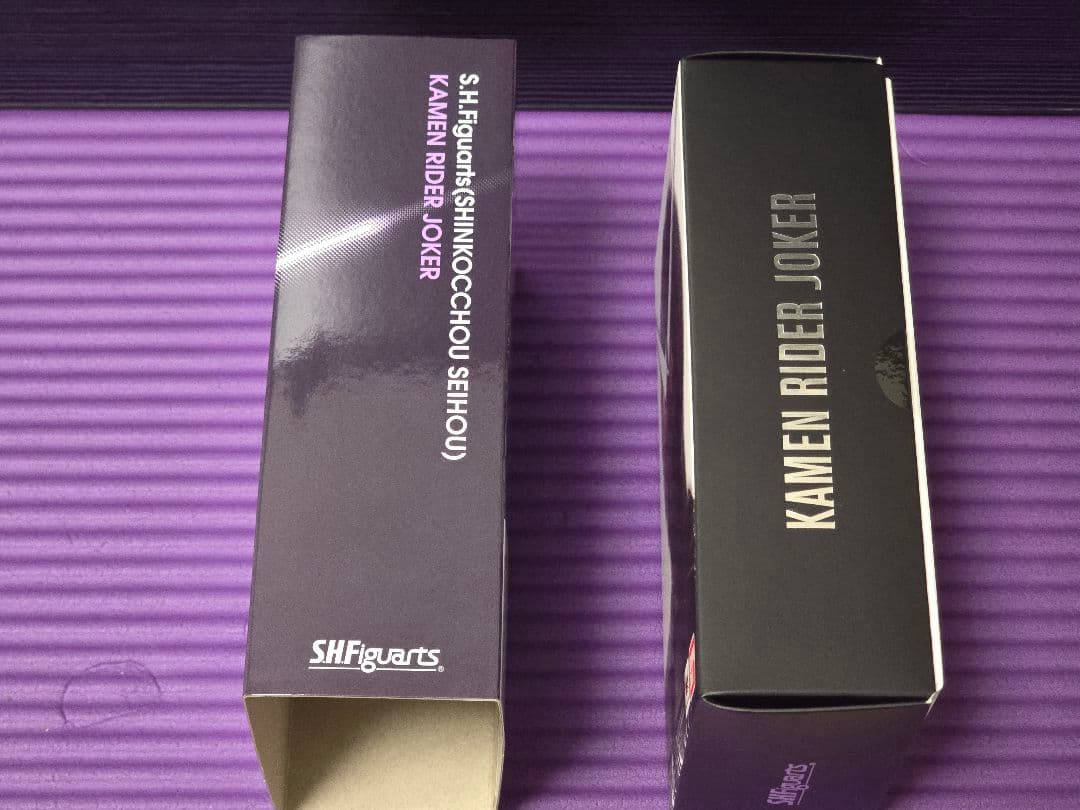 S.H.Figuarts(SHINKOCCHOU SEIHOU)
KAMEN RIDER JOKER
S.H.Figuarts®
KAMEN RIDER JOKER
S.H.Figuarts